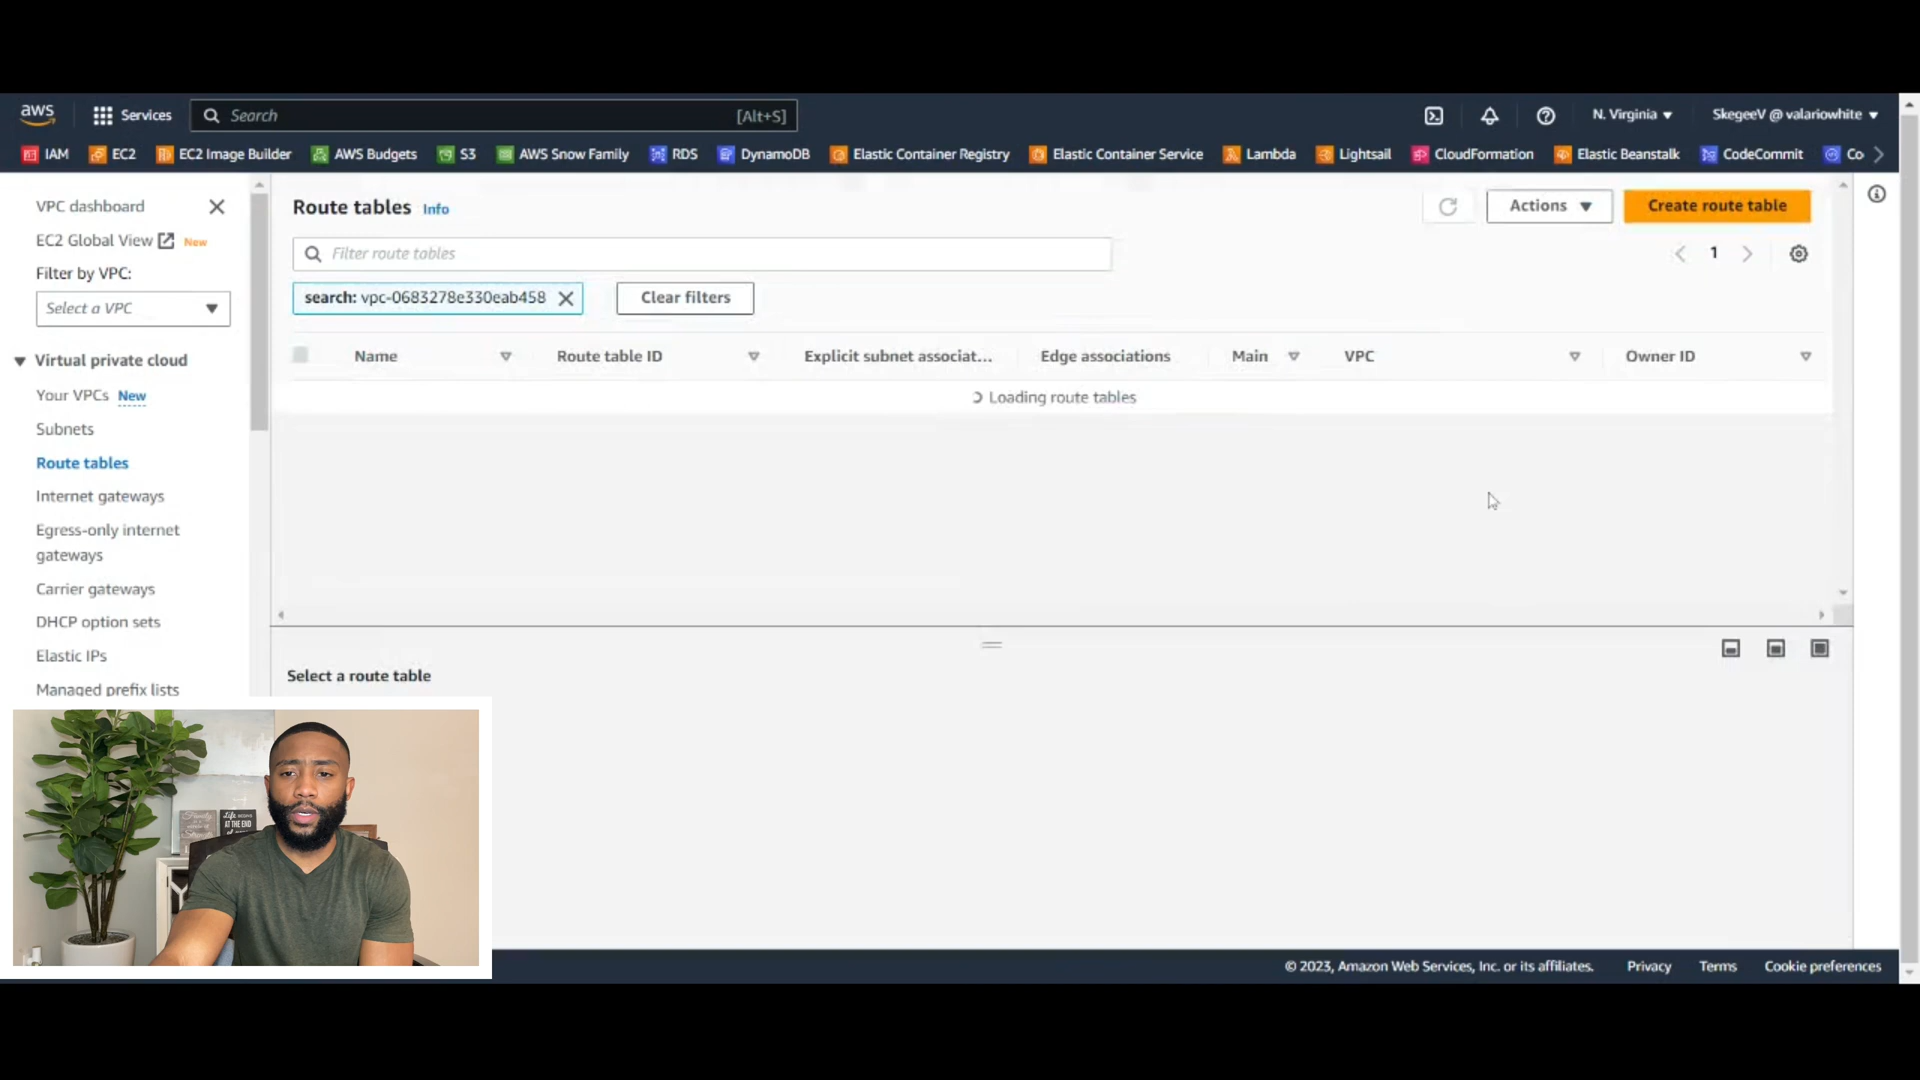 aws
Services
Search
[Alt+S]
N. Virginia
SkegeeV @ valariowhite
IAM
EC2
EC2 Image Builder
AWS Budgets
S3
AWS Snow Family
RDS
DynamoDB
Elastic Container Registry
Elastic Container Service
Lambda
Lightsail
CloudFormation
Elastic Beanstalk
CodeCommit
Co
VPC dashboard
EC2 Global View New
Filter by VPC:
Select a VPC
Virtual private cloud
Your VPCs New
Subnets
Route tables
Internet gateways
Egress-only internet
gateways
Carrier gateways
DHCP option sets
Elastic IPs
Managed prefix lists
Route tables Info
Actions
Create route table
Filter route tables
1
search: vpc-0683278e330eab458
Clear filters
Name
Route table ID
Explicit subnet associat...
Edge associations
Main
VPC
Owner ID
Loading route tables
Select a route table
Life BEGINS
AT THE END
© 2023, Amazon Web Services, Inc. or its affiliates.
Privacy
Terms
Cookie preferences